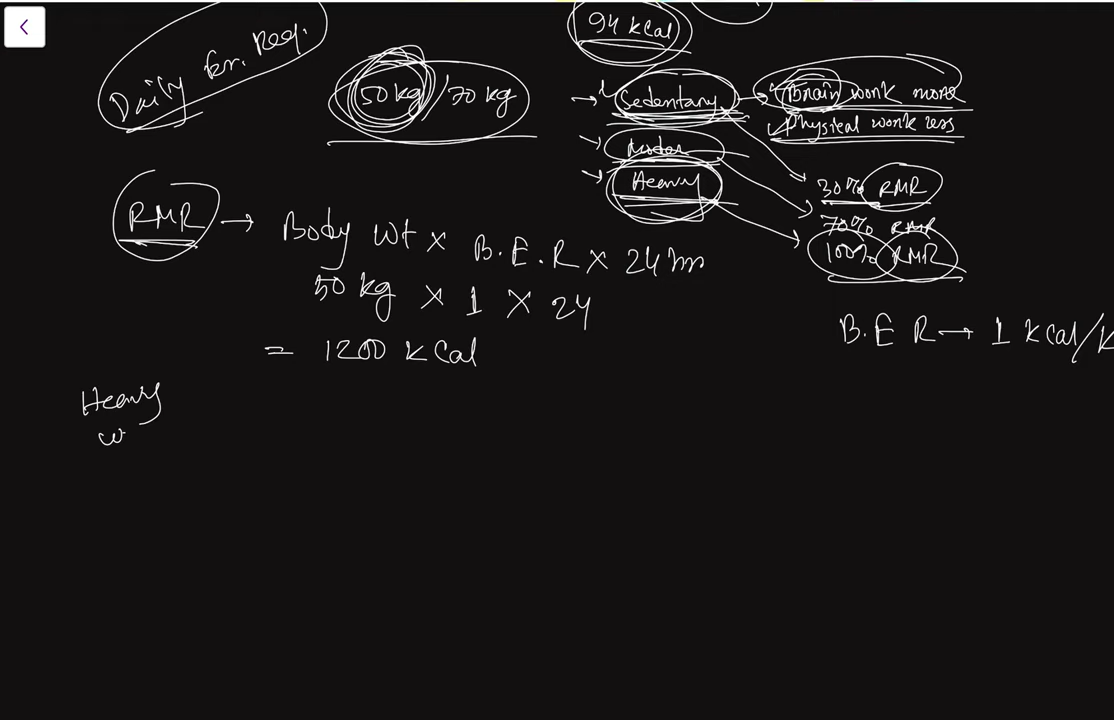 94 kcal
Daily En. Req.
50 kg / 70 kg
Sedentary → Brain work more
Physical work less
Moder
Heavy
30% RMR
70% RMR
100% RMR
RMR → Body wt × B.E.R × 24 hrs
50 kg × 1 × 24
= 1200 kcal
B.E R → 1 kcal/K
Heavy
w